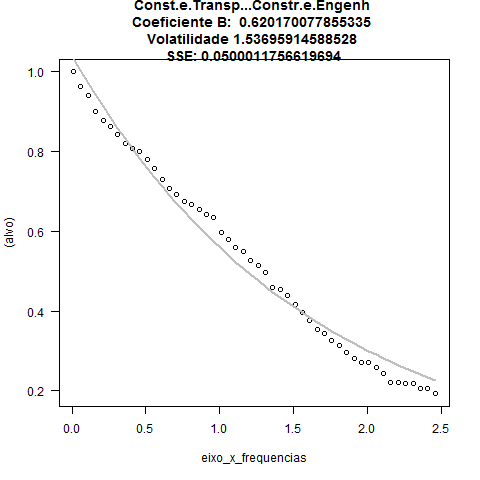 Const.e.Transp...Constr.e.Engenh
Coeficiente B:  0.620170077855335
Volatilidade 1.53695914588528
SSE: 0.0500011756619694
1.0
0.8
0.6
0.4
0.2
(alvo)
0.0 0.5 1.0 1.5 2.0 2.5
eixo_x_frequencias